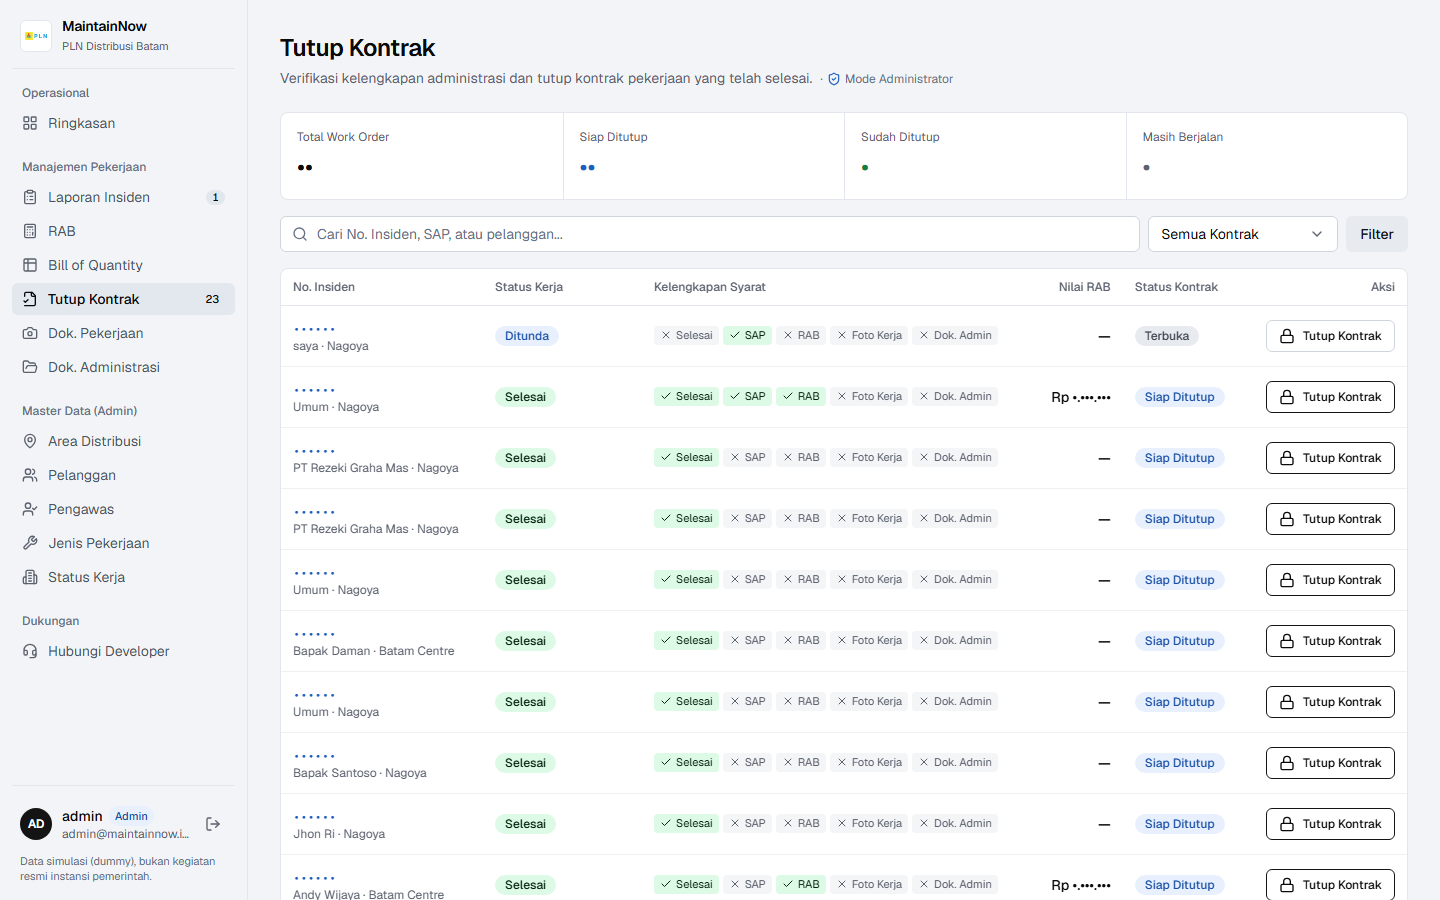 MaintainNow
PLN Distribusi Batam
Operasional
Ringkasan
Manajemen Pekerjaan
Laporan Insiden 1
RAB
Bill of Quantity
Tutup Kontrak 23
Dok. Pekerjaan
Dok. Administrasi
Master Data (Admin)
Area Distribusi
Pelanggan
Pengawas
Jenis Pekerjaan
Status Kerja
Dukungan
Hubungi Developer
AD admin Admin
admin@maintainnow.i...
Data simulasi (dummy), bukan kegiatan
resmi instansi pemerintah.
Tutup Kontrak
Verifikasi kelengkapan administrasi dan tutup kontrak pekerjaan yang telah selesai. · Mode Administrator
Total Work Order Siap Ditutup Sudah Ditutup Masih Berjalan
•• •• • •
Cari No. Insiden, SAP, atau pelanggan... Semua Kontrak Filter
No. Insiden Status Kerja Kelengkapan Syarat Nilai RAB Status Kontrak Aksi
••••••
saya · Nagoya Ditunda Selesai SAP RAB Foto Kerja Dok. Admin — Terbuka Tutup Kontrak
••••••
Umum · Nagoya Selesai Selesai SAP RAB Foto Kerja Dok. Admin Rp •.•••.••• Siap Ditutup Tutup Kontrak
••••••
PT Rezeki Graha Mas · Nagoya Selesai Selesai SAP RAB Foto Kerja Dok. Admin — Siap Ditutup Tutup Kontrak
••••••
PT Rezeki Graha Mas · Nagoya Selesai Selesai SAP RAB Foto Kerja Dok. Admin — Siap Ditutup Tutup Kontrak
••••••
Umum · Nagoya Selesai Selesai SAP RAB Foto Kerja Dok. Admin — Siap Ditutup Tutup Kontrak
••••••
Bapak Daman · Batam Centre Selesai Selesai SAP RAB Foto Kerja Dok. Admin — Siap Ditutup Tutup Kontrak
••••••
Umum · Nagoya Selesai Selesai SAP RAB Foto Kerja Dok. Admin — Siap Ditutup Tutup Kontrak
••••••
Bapak Santoso · Nagoya Selesai Selesai SAP RAB Foto Kerja Dok. Admin — Siap Ditutup Tutup Kontrak
••••••
Jhon Ri · Nagoya Selesai Selesai SAP RAB Foto Kerja Dok. Admin — Siap Ditutup Tutup Kontrak
••••••
Andy Wijaya · Batam Centre Selesai Selesai SAP RAB Foto Kerja Dok. Admin Rp •.•••.••• Siap Ditutup Tutup Kontrak